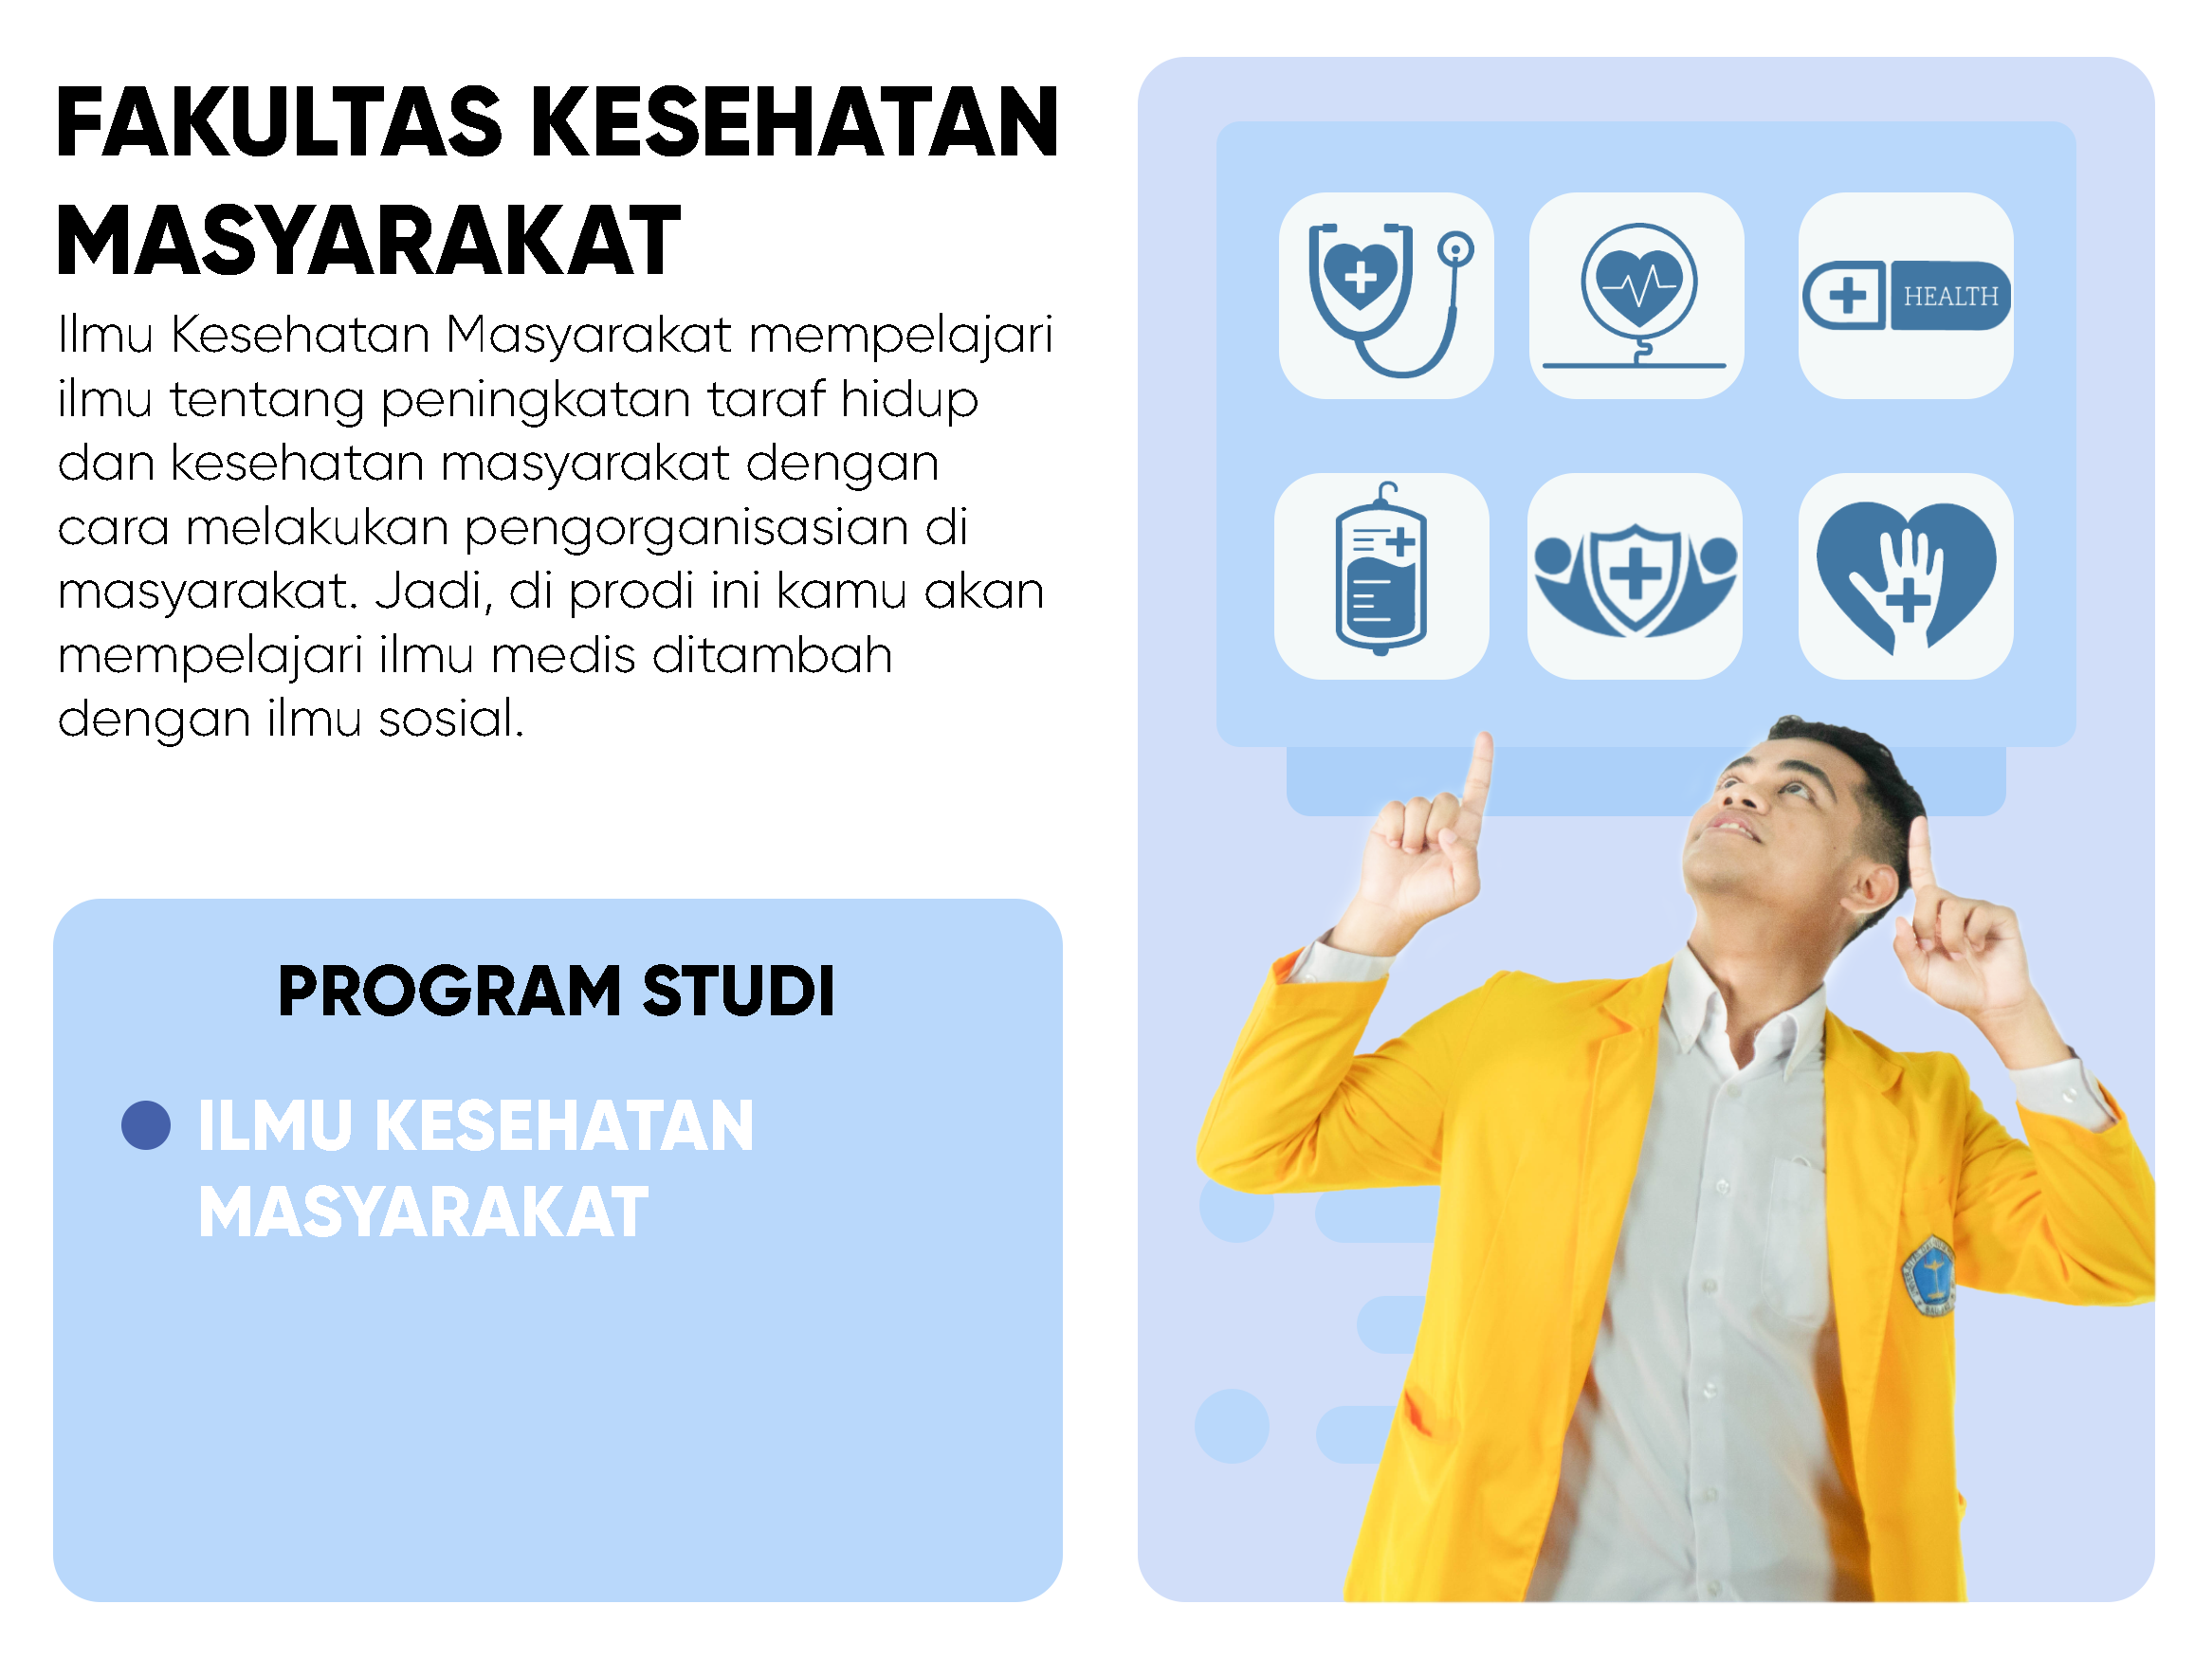 FAKULTAS KESEHATAN
MASYARAKAT
Ilmu Kesehatan Masyarakat mempelajari
ilmu tentang peningkatan taraf hidup
dan kesehatan masyarakat dengan
cara melakukan pengorganisasian di
masyarakat. Jadi, di prodi ini kamu akan
mempelajari ilmu medis ditambah
dengan ilmu sosial.
PROGRAM STUDI
ILMU KESEHATAN
MASYARAKAT
HEALTH